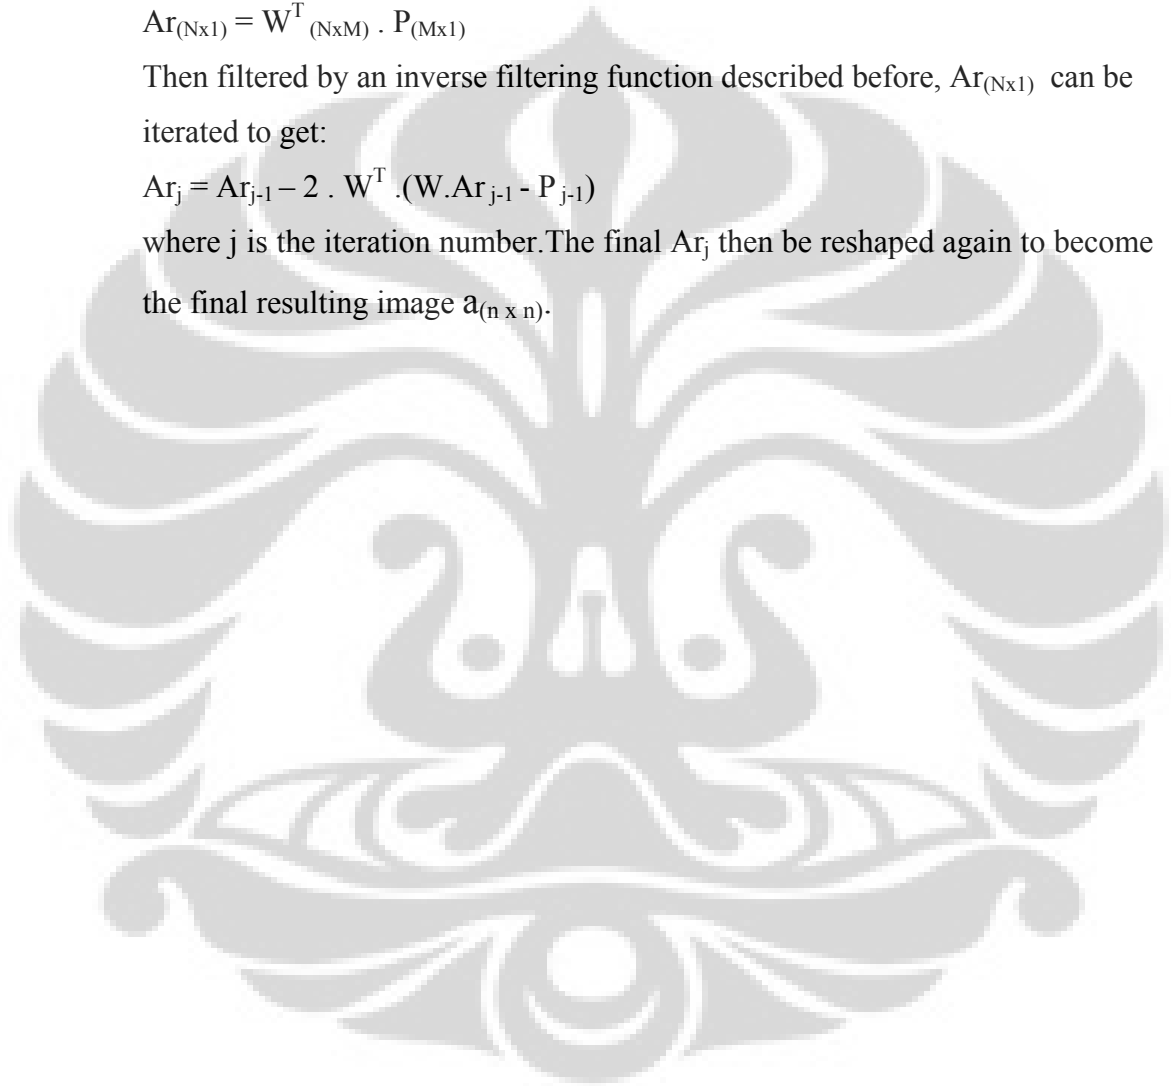 Ar(Nx1) = W^T (NxM) . P(Mx1)
Then filtered by an inverse filtering function described before, Ar(Nx1) can be
iterated to get:
Arj = Arj-1 – 2 . W^T .(W.Ar j-1 - P j-1)
where j is the iteration number.The final Arj then be reshaped again to become
the final resulting image a(n x n).